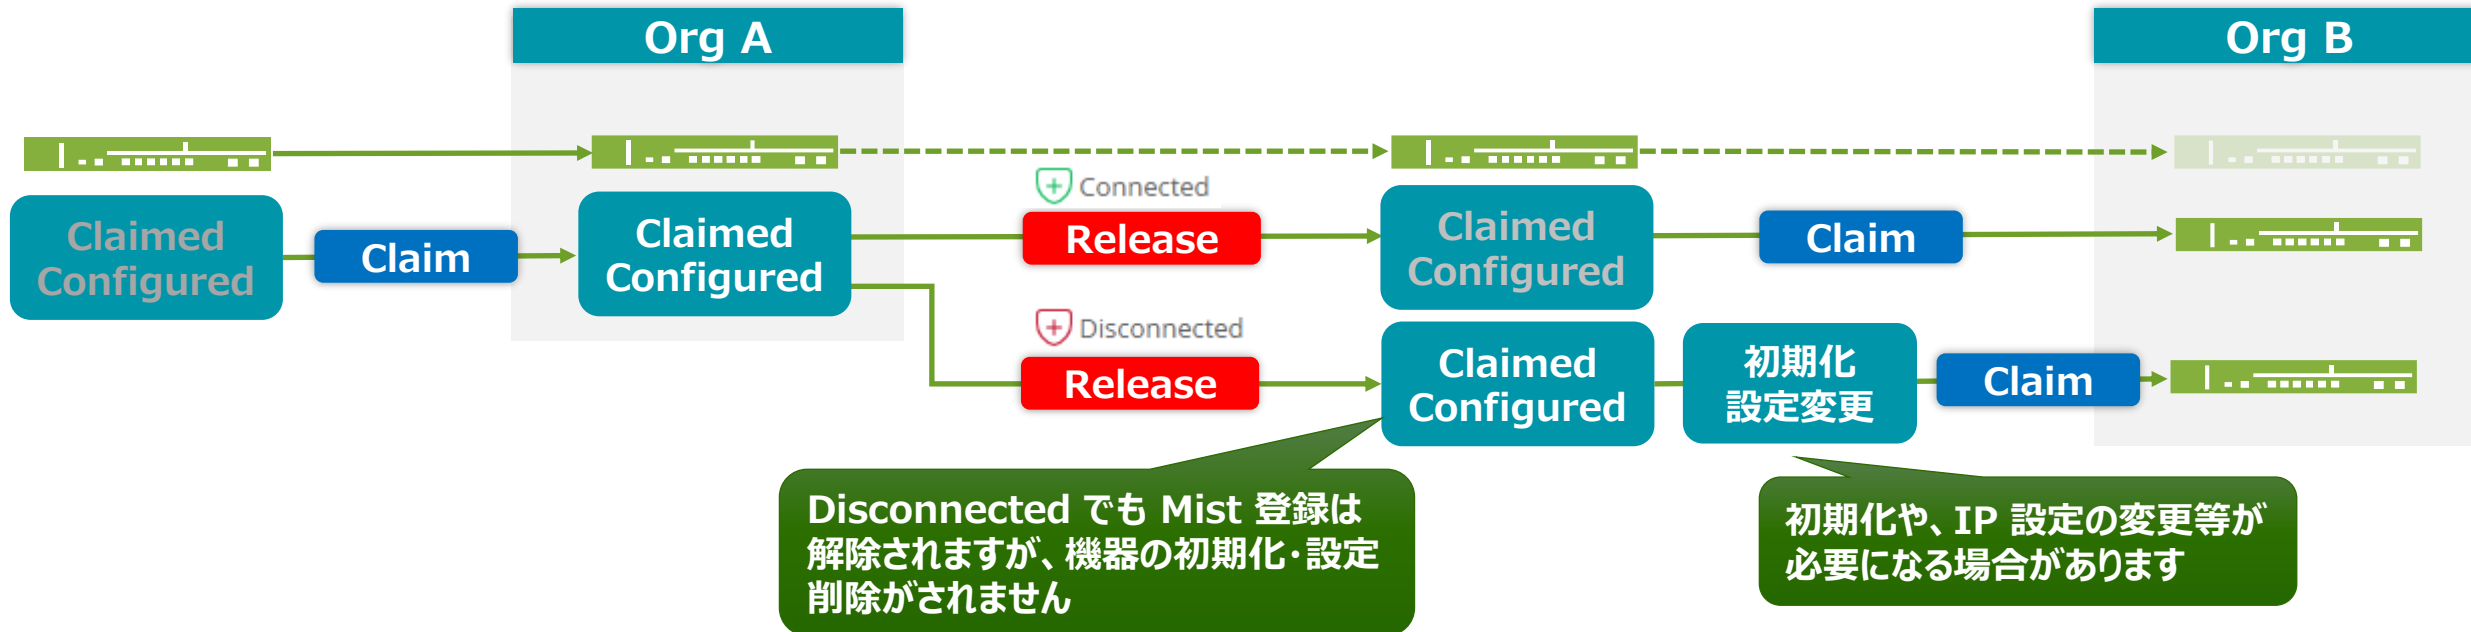 Org A
Org B
Claimed
Configured
Claim
Claimed
Configured
Connected
Release
Claimed
Configured
Claim
Disconnected
Release
Claimed
Configured
初期化
設定変更
Claim
Disconnected でも Mist 登録は
解除されますが、機器の初期化・設定
削除がされません
初期化や、IP 設定の変更等が
必要になる場合があります